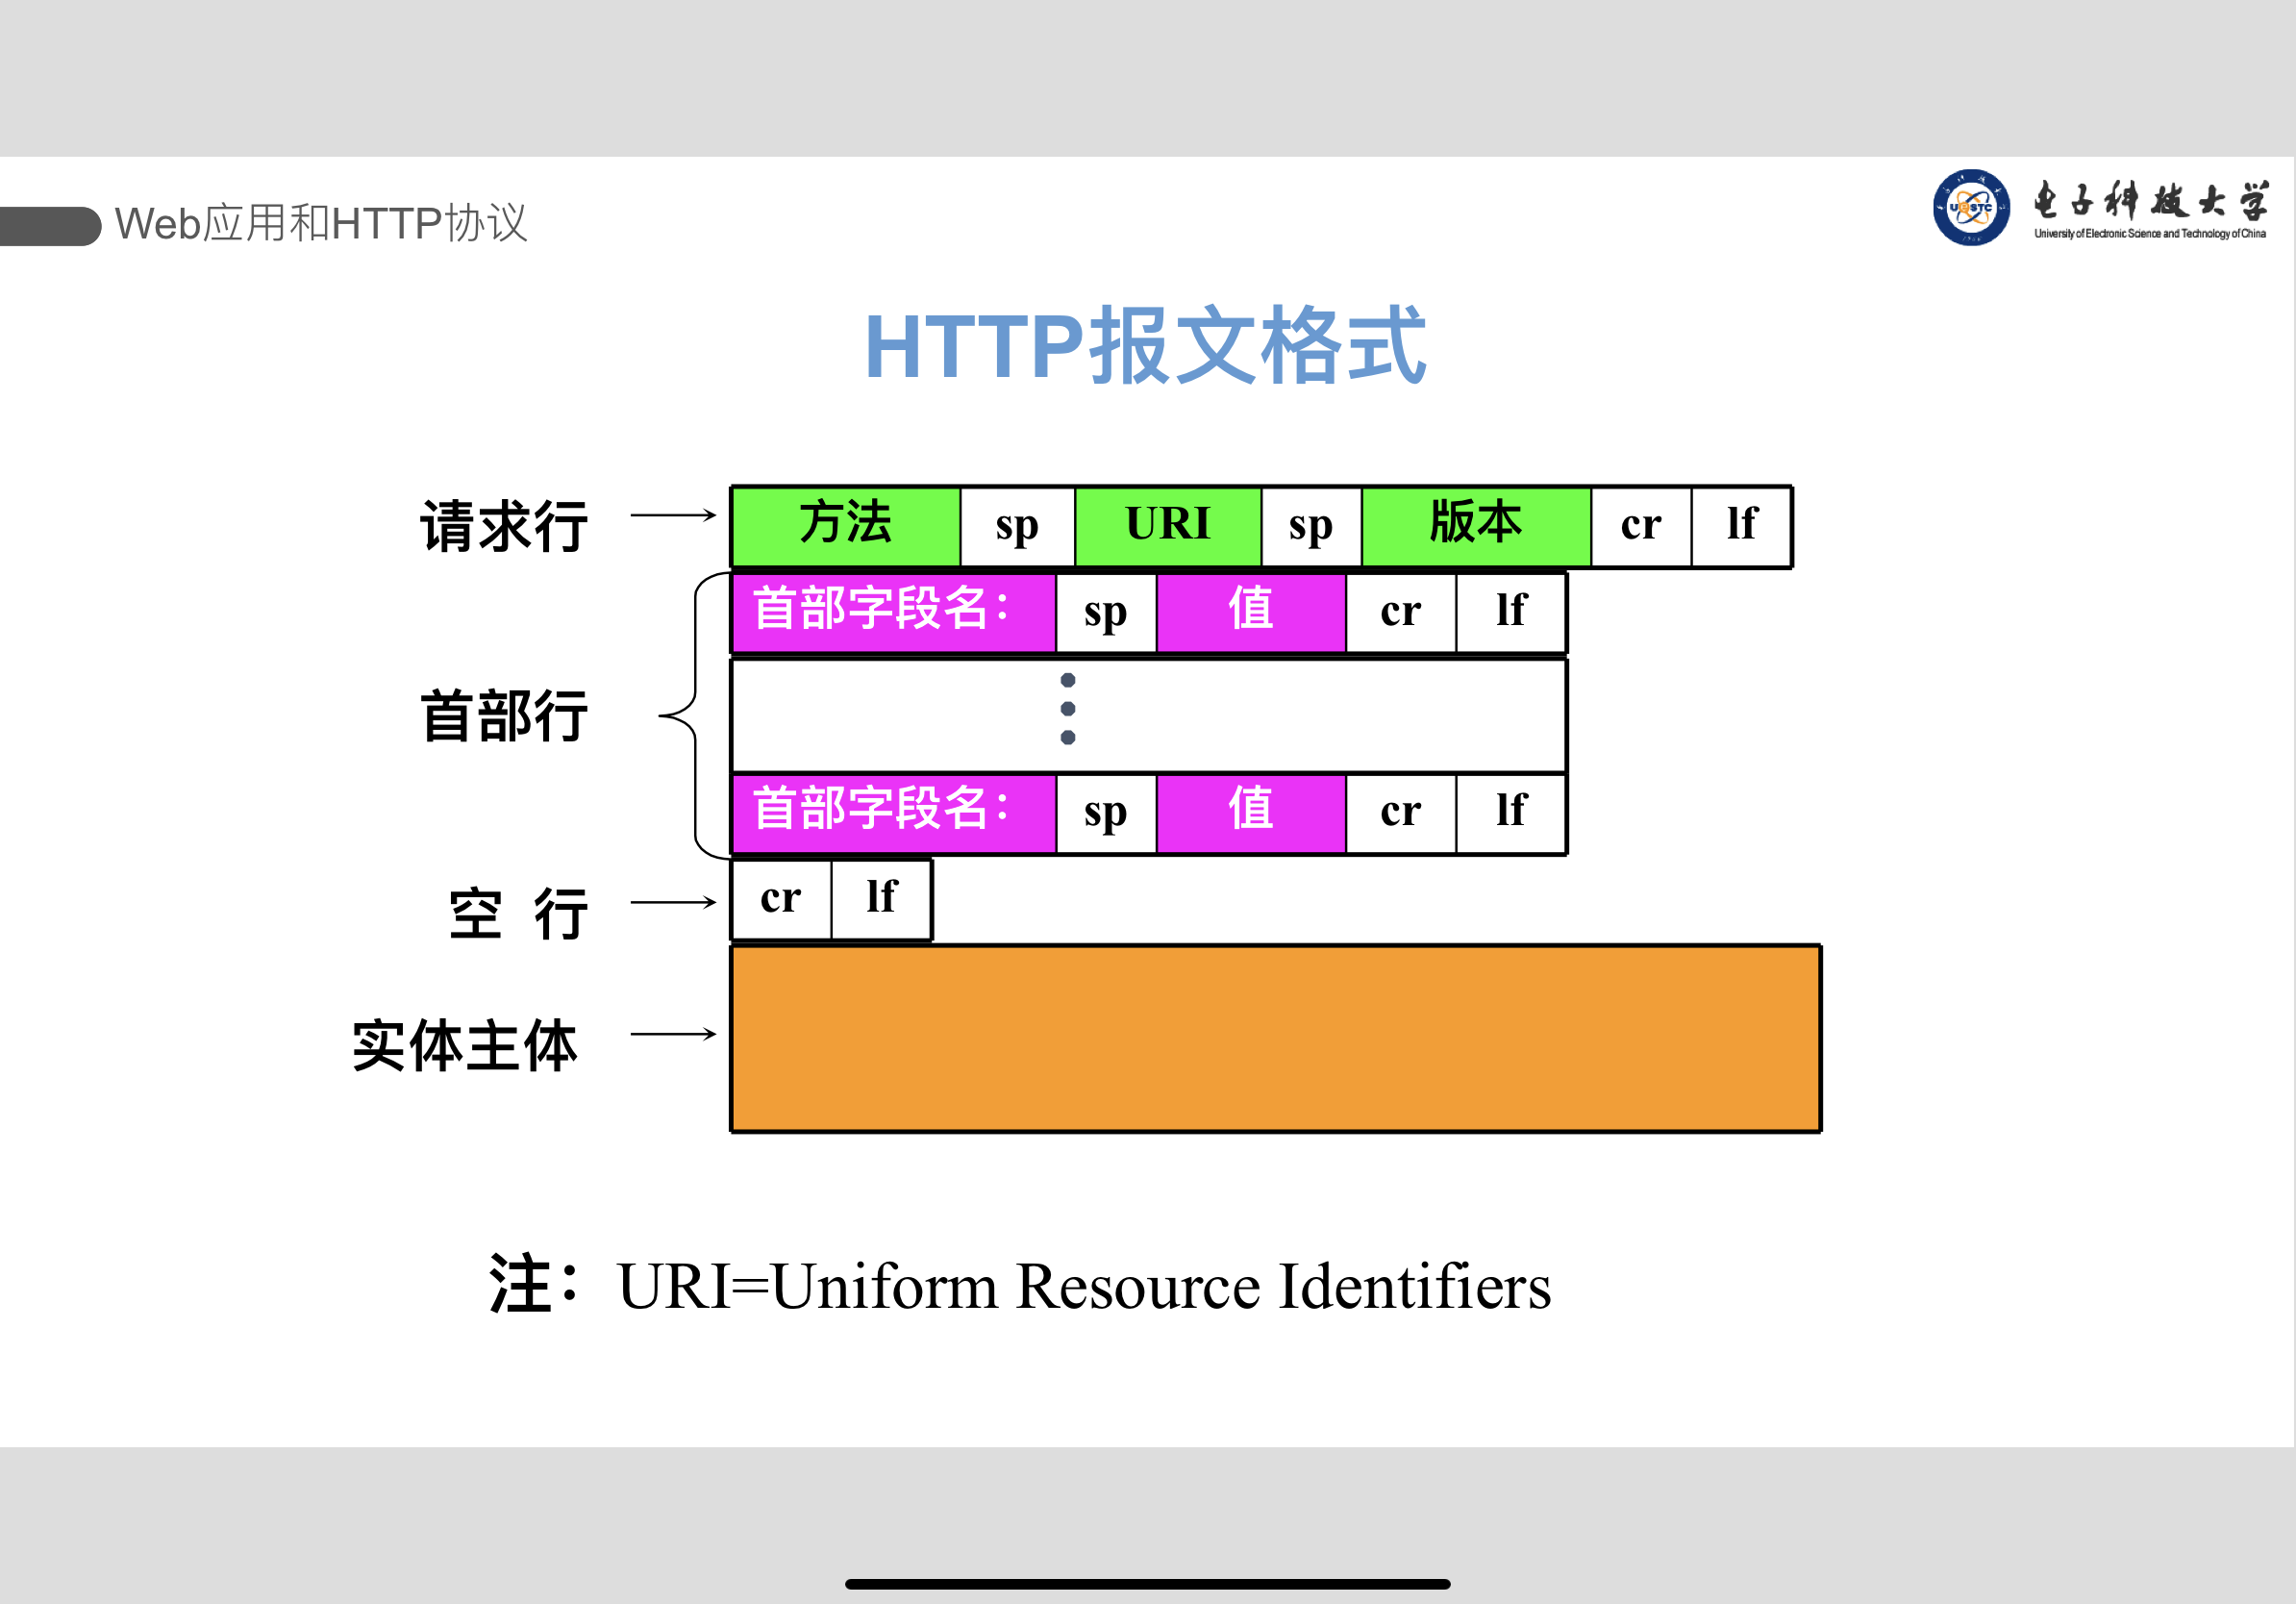 Web应用和HTTP协议
电子科技大学
UESTC
University of Electronic Science and Technology of China
HTTP报文格式
请求行 方法 sp URI sp 版本 cr lf
首部字段名： sp 值 cr lf
首部行
首部字段名： sp 值 cr lf
空 行 cr lf
实体主体
注：URI=Uniform Resource Identifiers